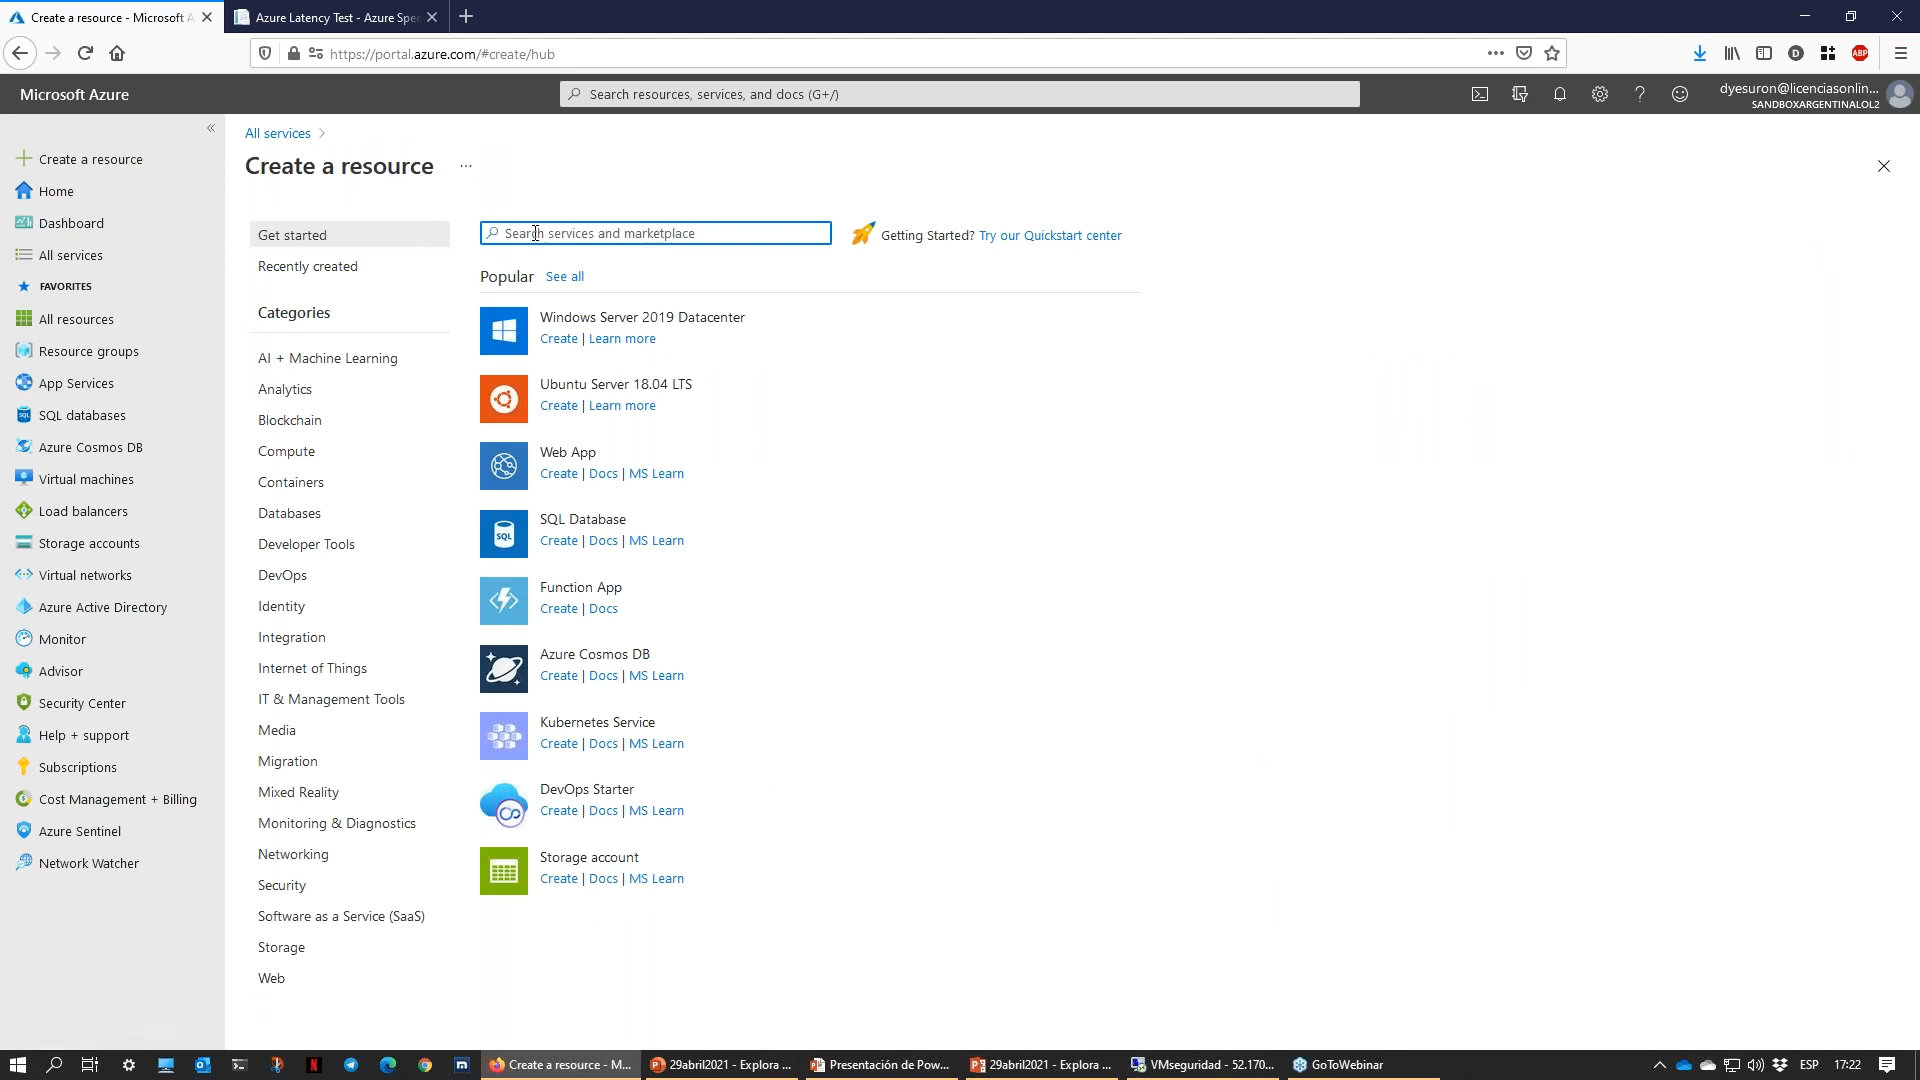 Create a resource - Microsoft A
Azure Latency Test - Azure Spee
https://portal.azure.com/#create/hub
ABP
Microsoft Azure
Search resources, services, and docs (G+/)
dyesuron@licenciasonlin...
SANDBOXARGENTINALOL2
Create a resource
Home
Dashboard
All services
FAVORITES
All resources
Resource groups
App Services
SQL databases
Azure Cosmos DB
Virtual machines
Load balancers
Storage accounts
Virtual networks
Azure Active Directory
Monitor
Advisor
Security Center
Help + support
Subscriptions
Cost Management + Billing
Azure Sentinel
Network Watcher
All services
Create a resource
Get started
Recently created
Categories
AI + Machine Learning
Analytics
Blockchain
Compute
Containers
Databases
Developer Tools
DevOps
Identity
Integration
Internet of Things
IT & Management Tools
Media
Migration
Mixed Reality
Monitoring & Diagnostics
Networking
Security
Software as a Service (SaaS)
Storage
Web
Search services and marketplace
Getting Started? Try our Quickstart center
Popular See all
Windows Server 2019 Datacenter
Create | Learn more
Ubuntu Server 18.04 LTS
Create | Learn more
Web App
Create | Docs | MS Learn
SQL Database
Create | Docs | MS Learn
Function App
Create | Docs
Azure Cosmos DB
Create | Docs | MS Learn
Kubernetes Service
Create | Docs | MS Learn
DevOps Starter
Create | Docs | MS Learn
Storage account
Create | Docs | MS Learn
Create a resource - M...
29abril2021 - Explora ...
Presentación de Pow...
29abril2021 - Explora ...
VMseguridad - 52.170...
GoToWebinar
ESP
17:22